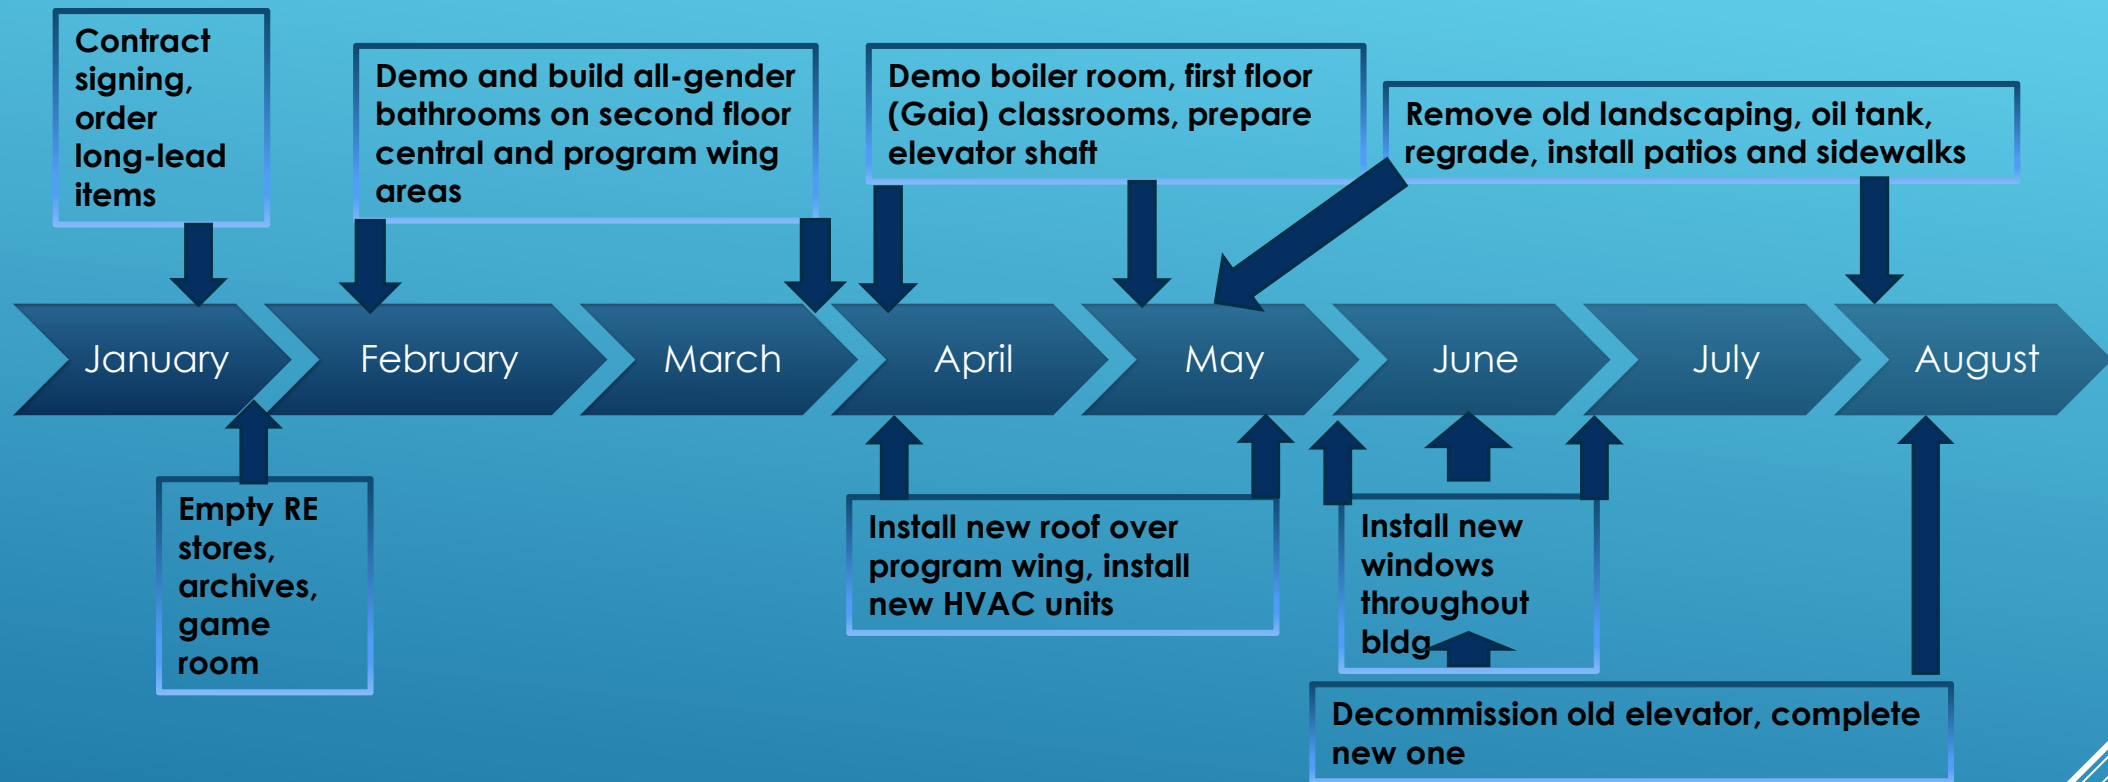 Contract
signing,
order
long-lead
items
Demo and build all-gender
bathrooms on second floor
central and program wing
areas
Demo boiler room, first floor
(Gaia) classrooms, prepare
elevator shaft
Remove old landscaping, oil tank,
regrade, install patios and sidewalks
January
February
March
April
May
June
July
August
Empty RE
stores,
archives,
game
room
Install new roof over
program wing, install
new HVAC units
Install new
windows
throughout
bldg
Decommission old elevator, complete
new one